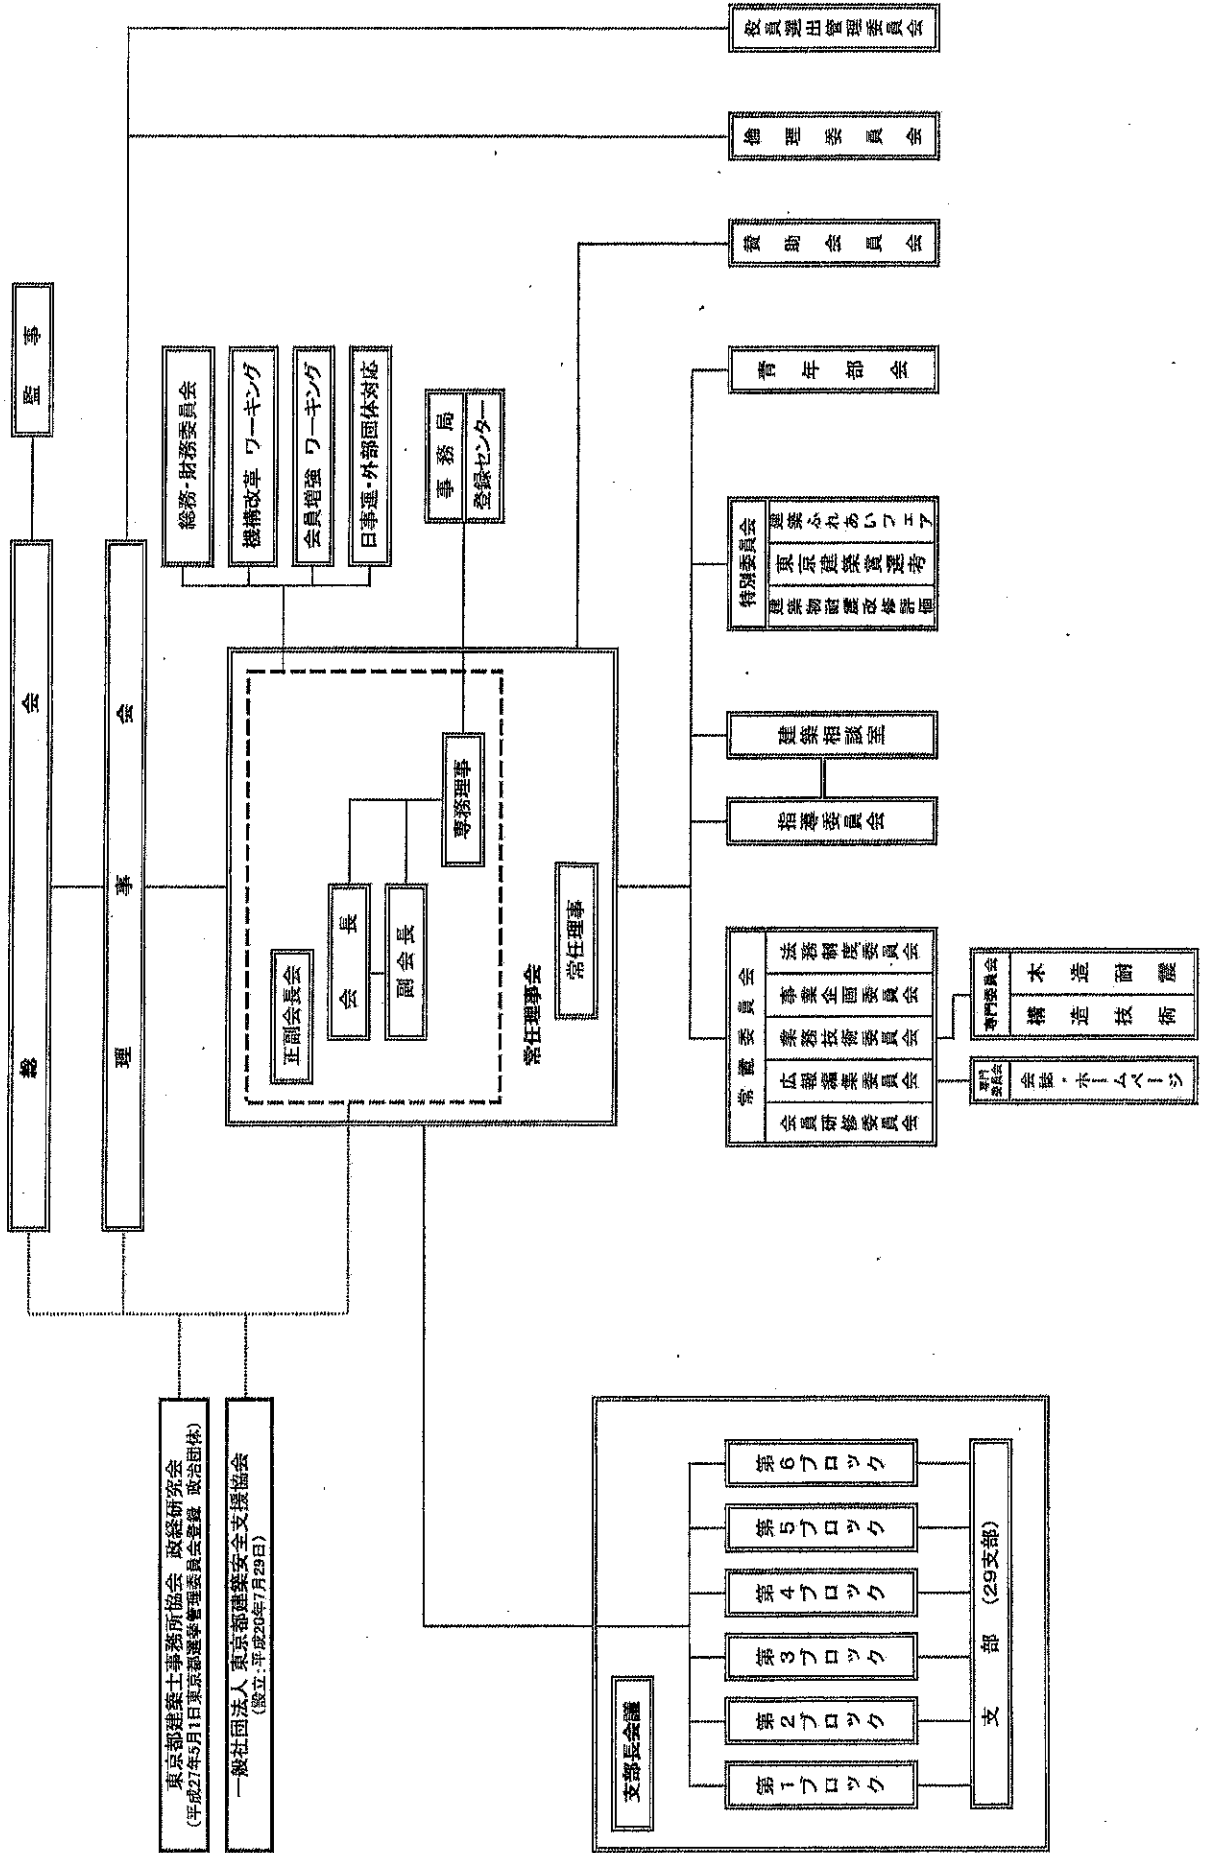 総会
監事
理事会
東京都建築士事務所協会 政経研究会
(平成27年5月1日東京都選挙管理委員会登録 政治団体)
一般社団法人 東京都建築安全支援協会
(設立:平成20年7月29日)
総務・財務委員会
機構改革 ワーキング
会員増強 ワーキング
日事連・外部団体対応
正副会長会
会長
副会長
専務理事
事務局
登録センター
常任理事会
常任理事
支部長会議
第1ブロック
第2ブロック
第3ブロック
第4ブロック
第5ブロック
第6ブロック
支部 (29支部)
常置委員会
会員研修委員会
広報編集委員会
業務技術委員会
事業企画委員会
法務制度委員会
専門委員会
会誌・ホームページ
専門委員会
構造技術
木造耐震
指導委員会
建築相談室
特別委員会
建築物耐震改修評価
東京建築賞選考
建築ふれあいフェア
青年部会
賛助会員会
倫理委員会
役員選出管理委員会